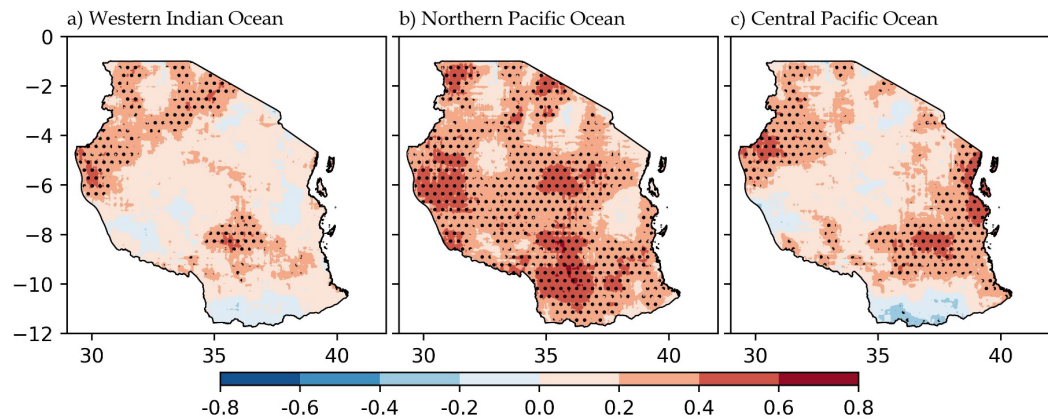 a) Western Indian Ocean
b) Northern Pacific Ocean
c) Central Pacific Ocean
0
−2
−4
−6
−8
−10
−12
30 35 40
30 35 40
30 35 40
-0.8 -0.6 -0.4 -0.2 0.0 0.2 0.4 0.6 0.8